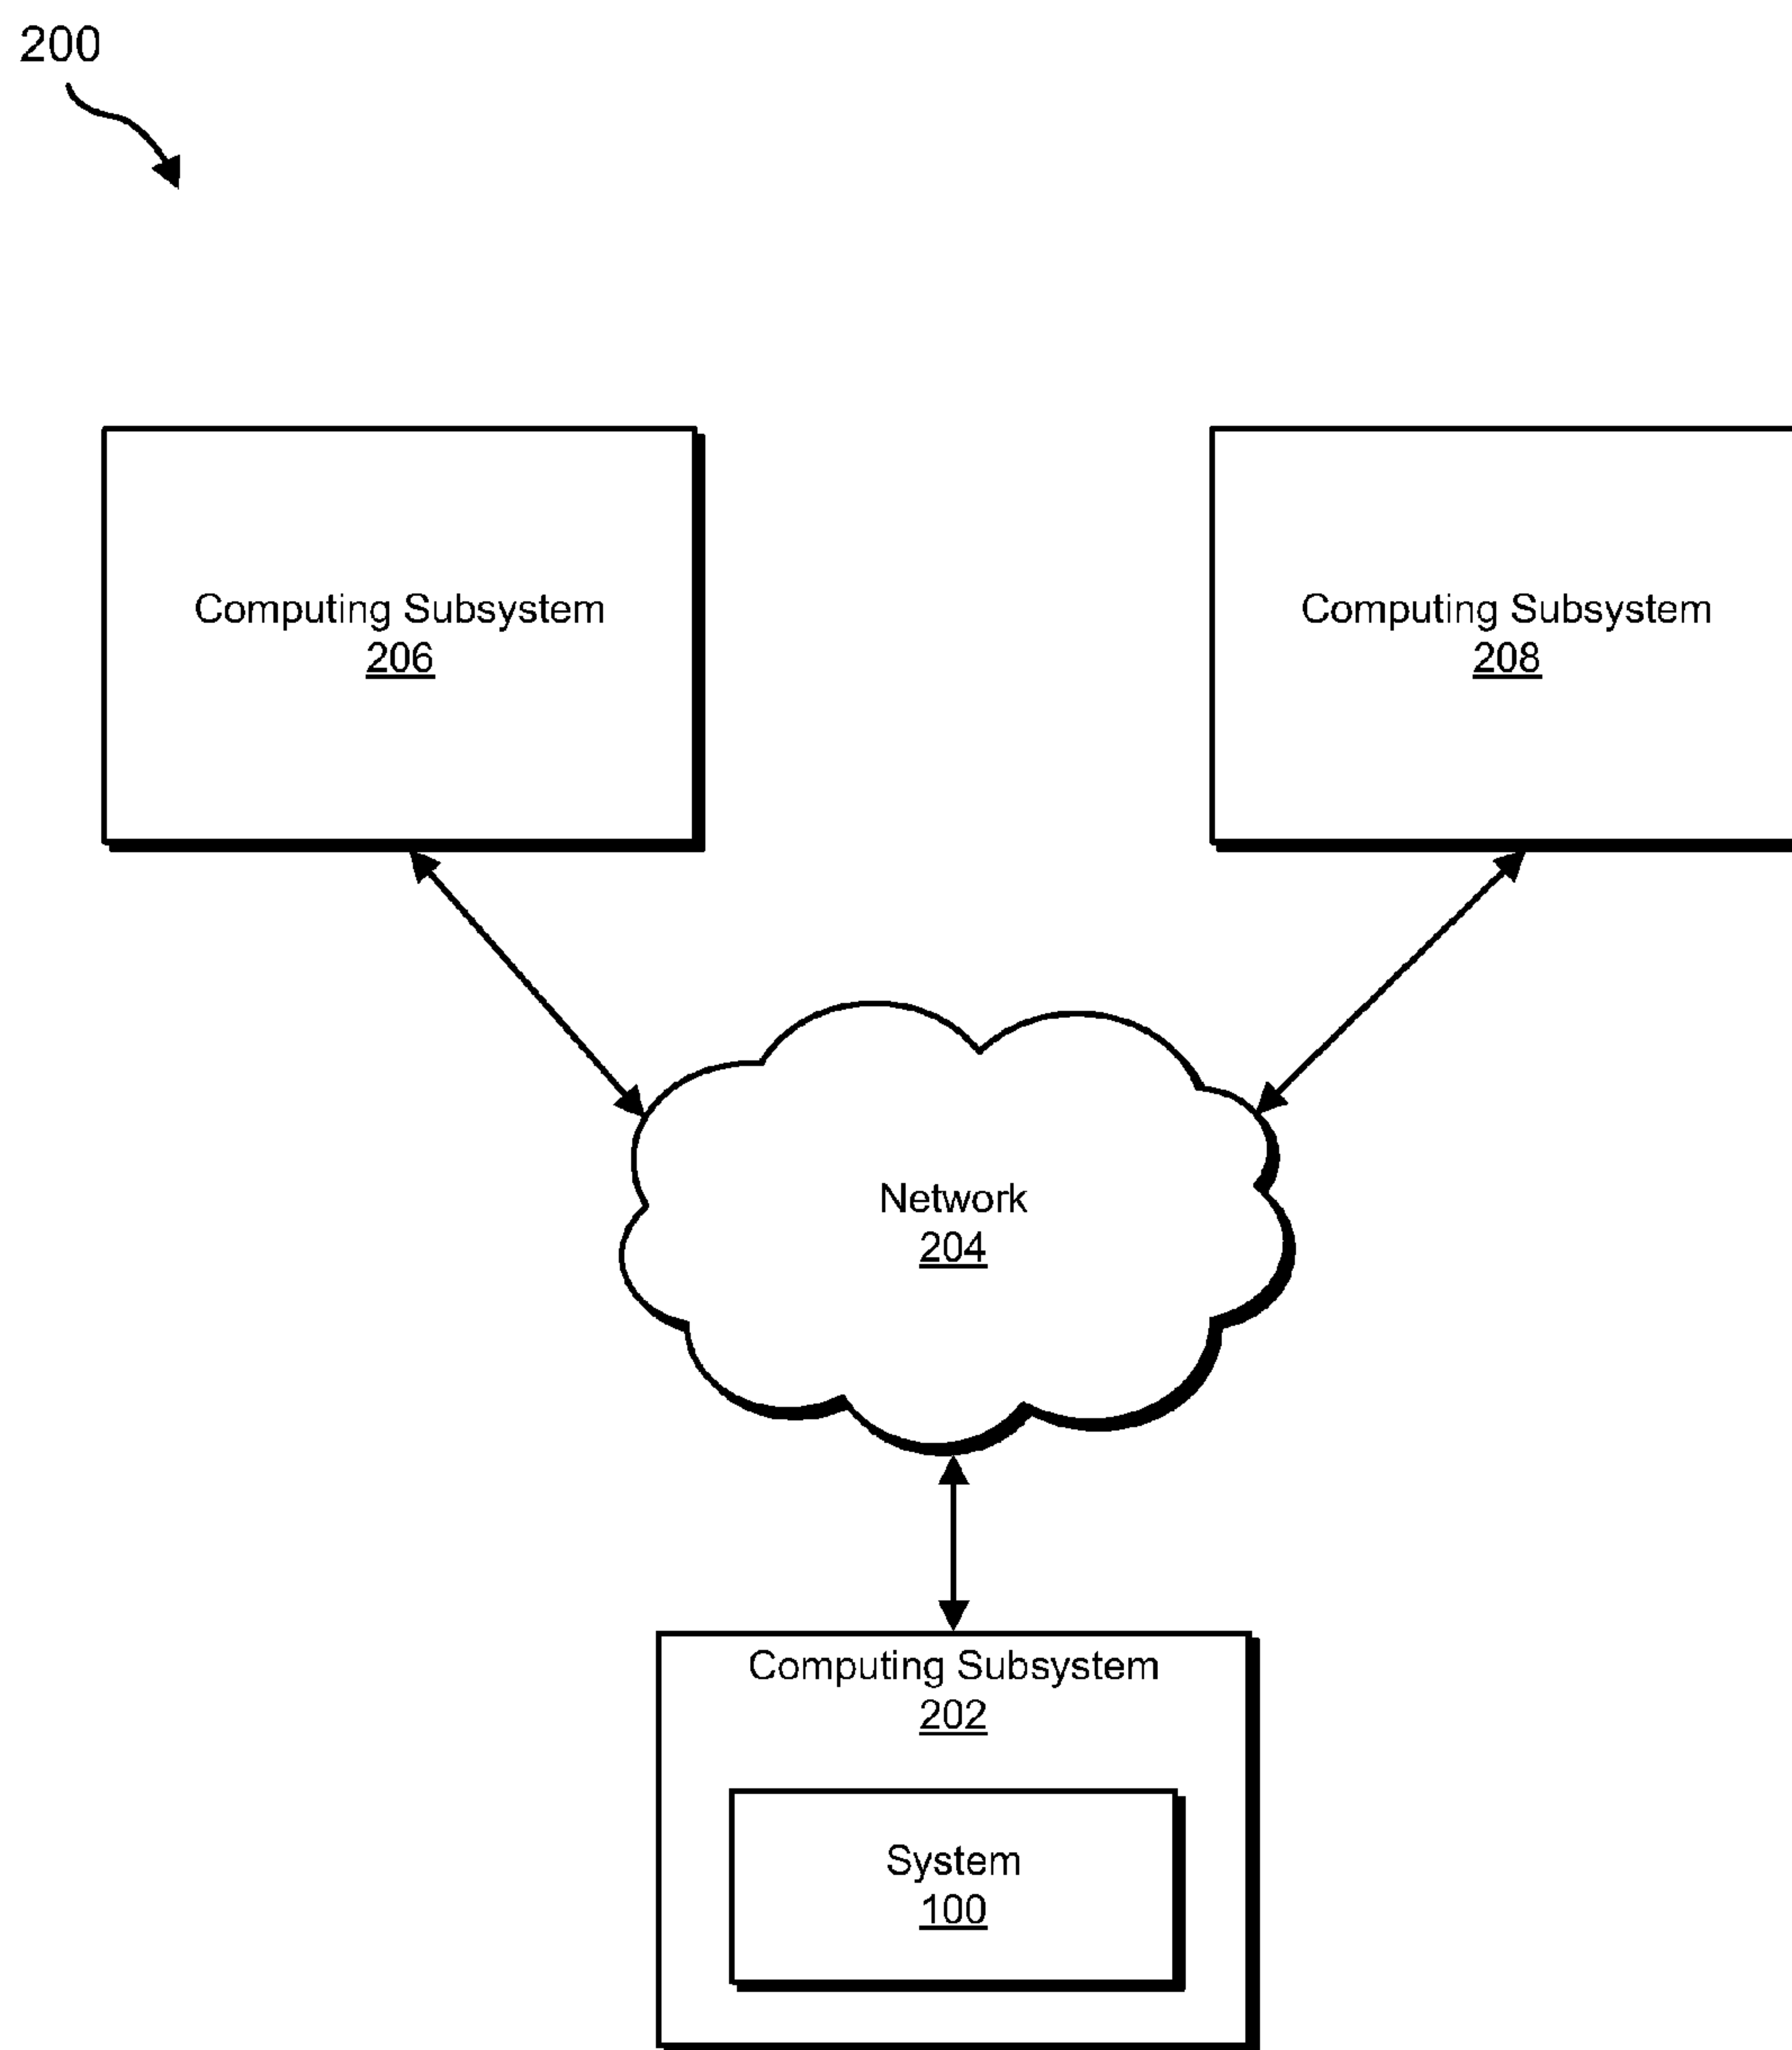 200
Computing Subsystem
206
Computing Subsystem
208
Network
204
Computing Subsystem
202
System
100